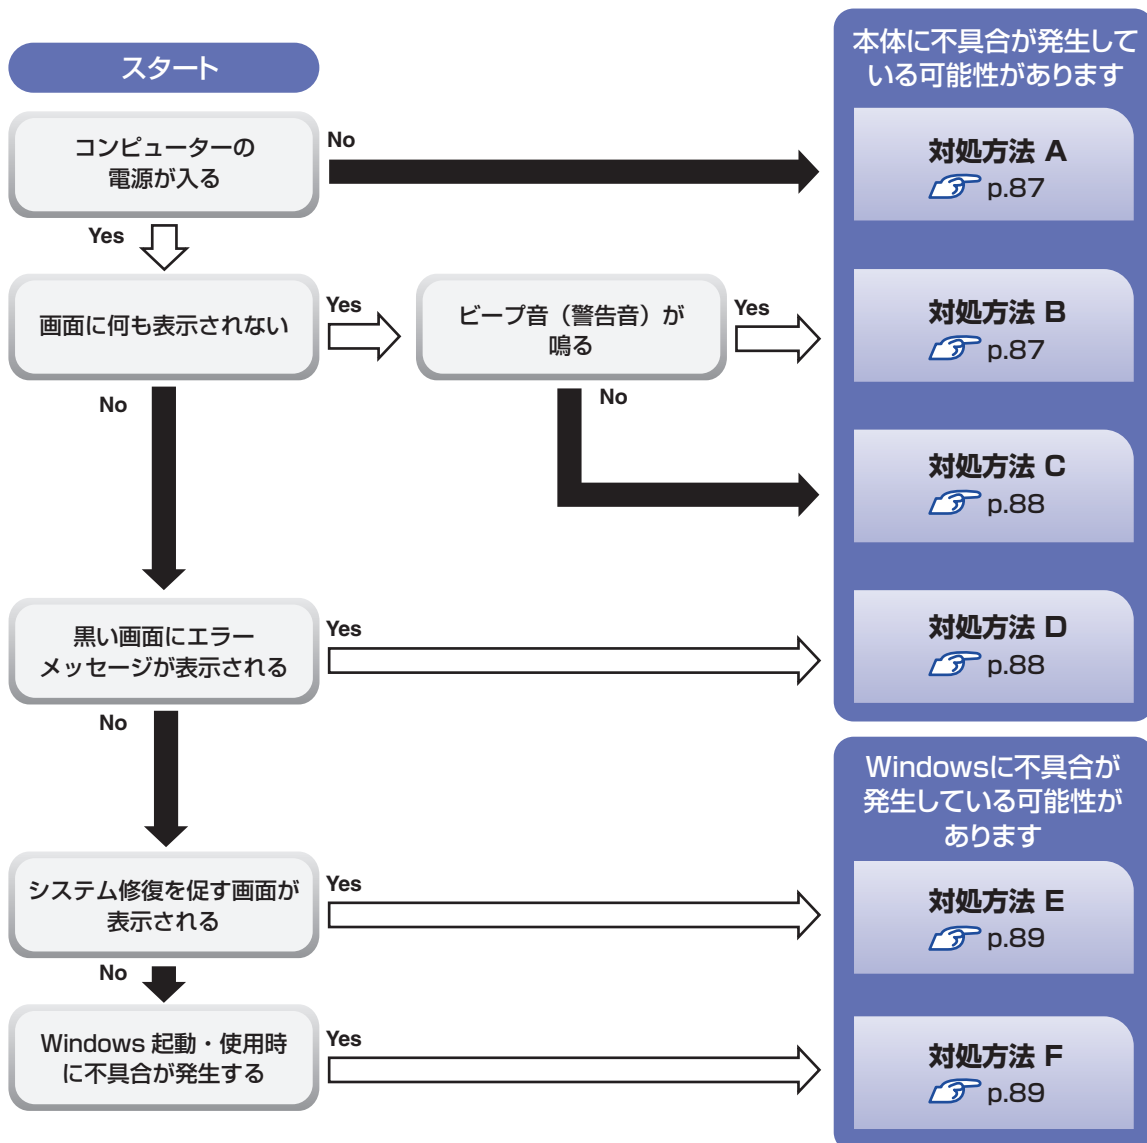 スタート
コンピューターの
電源が入る
No
Yes
画面に何も表示されない
Yes
ビープ音（警告音）が
鳴る
Yes
No
No
黒い画面にエラー
メッセージが表示される
Yes
No
システム修復を促す画面が
表示される
Yes
No
Windows 起動・使用時
に不具合が発生する
Yes
本体に不具合が発生して
いる可能性があります
対処方法 A
p.87
対処方法 B
p.87
対処方法 C
p.88
対処方法 D
p.88
Windowsに不具合が
発生している可能性が
あります
対処方法 E
p.89
対処方法 F
p.89